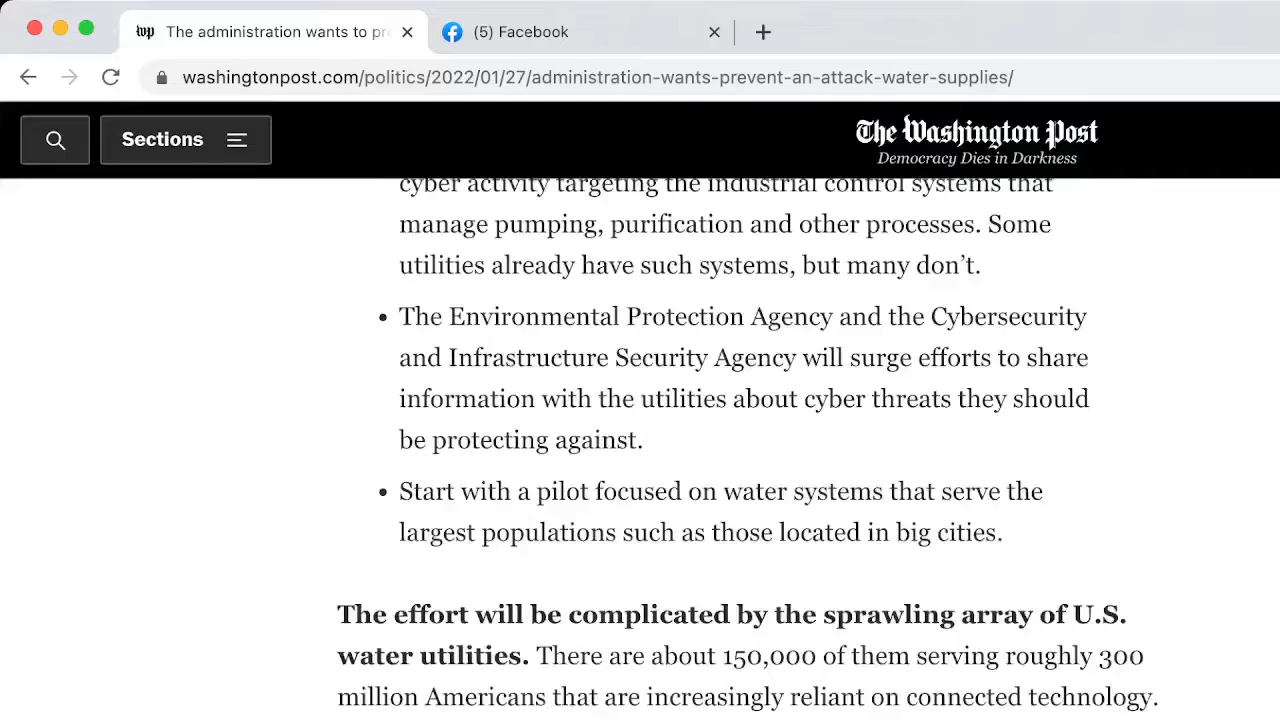 The administration wants to pr
(5) Facebook
washingtonpost.com/politics/2022/01/27/administration-wants-prevent-an-attack-water-supplies/
Sections
The Washington Post
Democracy Dies in Darkness
cyber activity targeting the industrial control systems that
manage pumping, purification and other processes. Some
utilities already have such systems, but many don’t.
• The Environmental Protection Agency and the Cybersecurity
and Infrastructure Security Agency will surge efforts to share
information with the utilities about cyber threats they should
be protecting against.
• Start with a pilot focused on water systems that serve the
largest populations such as those located in big cities.
The effort will be complicated by the sprawling array of U.S.
water utilities. There are about 150,000 of them serving roughly 300
million Americans that are increasingly reliant on connected technology.